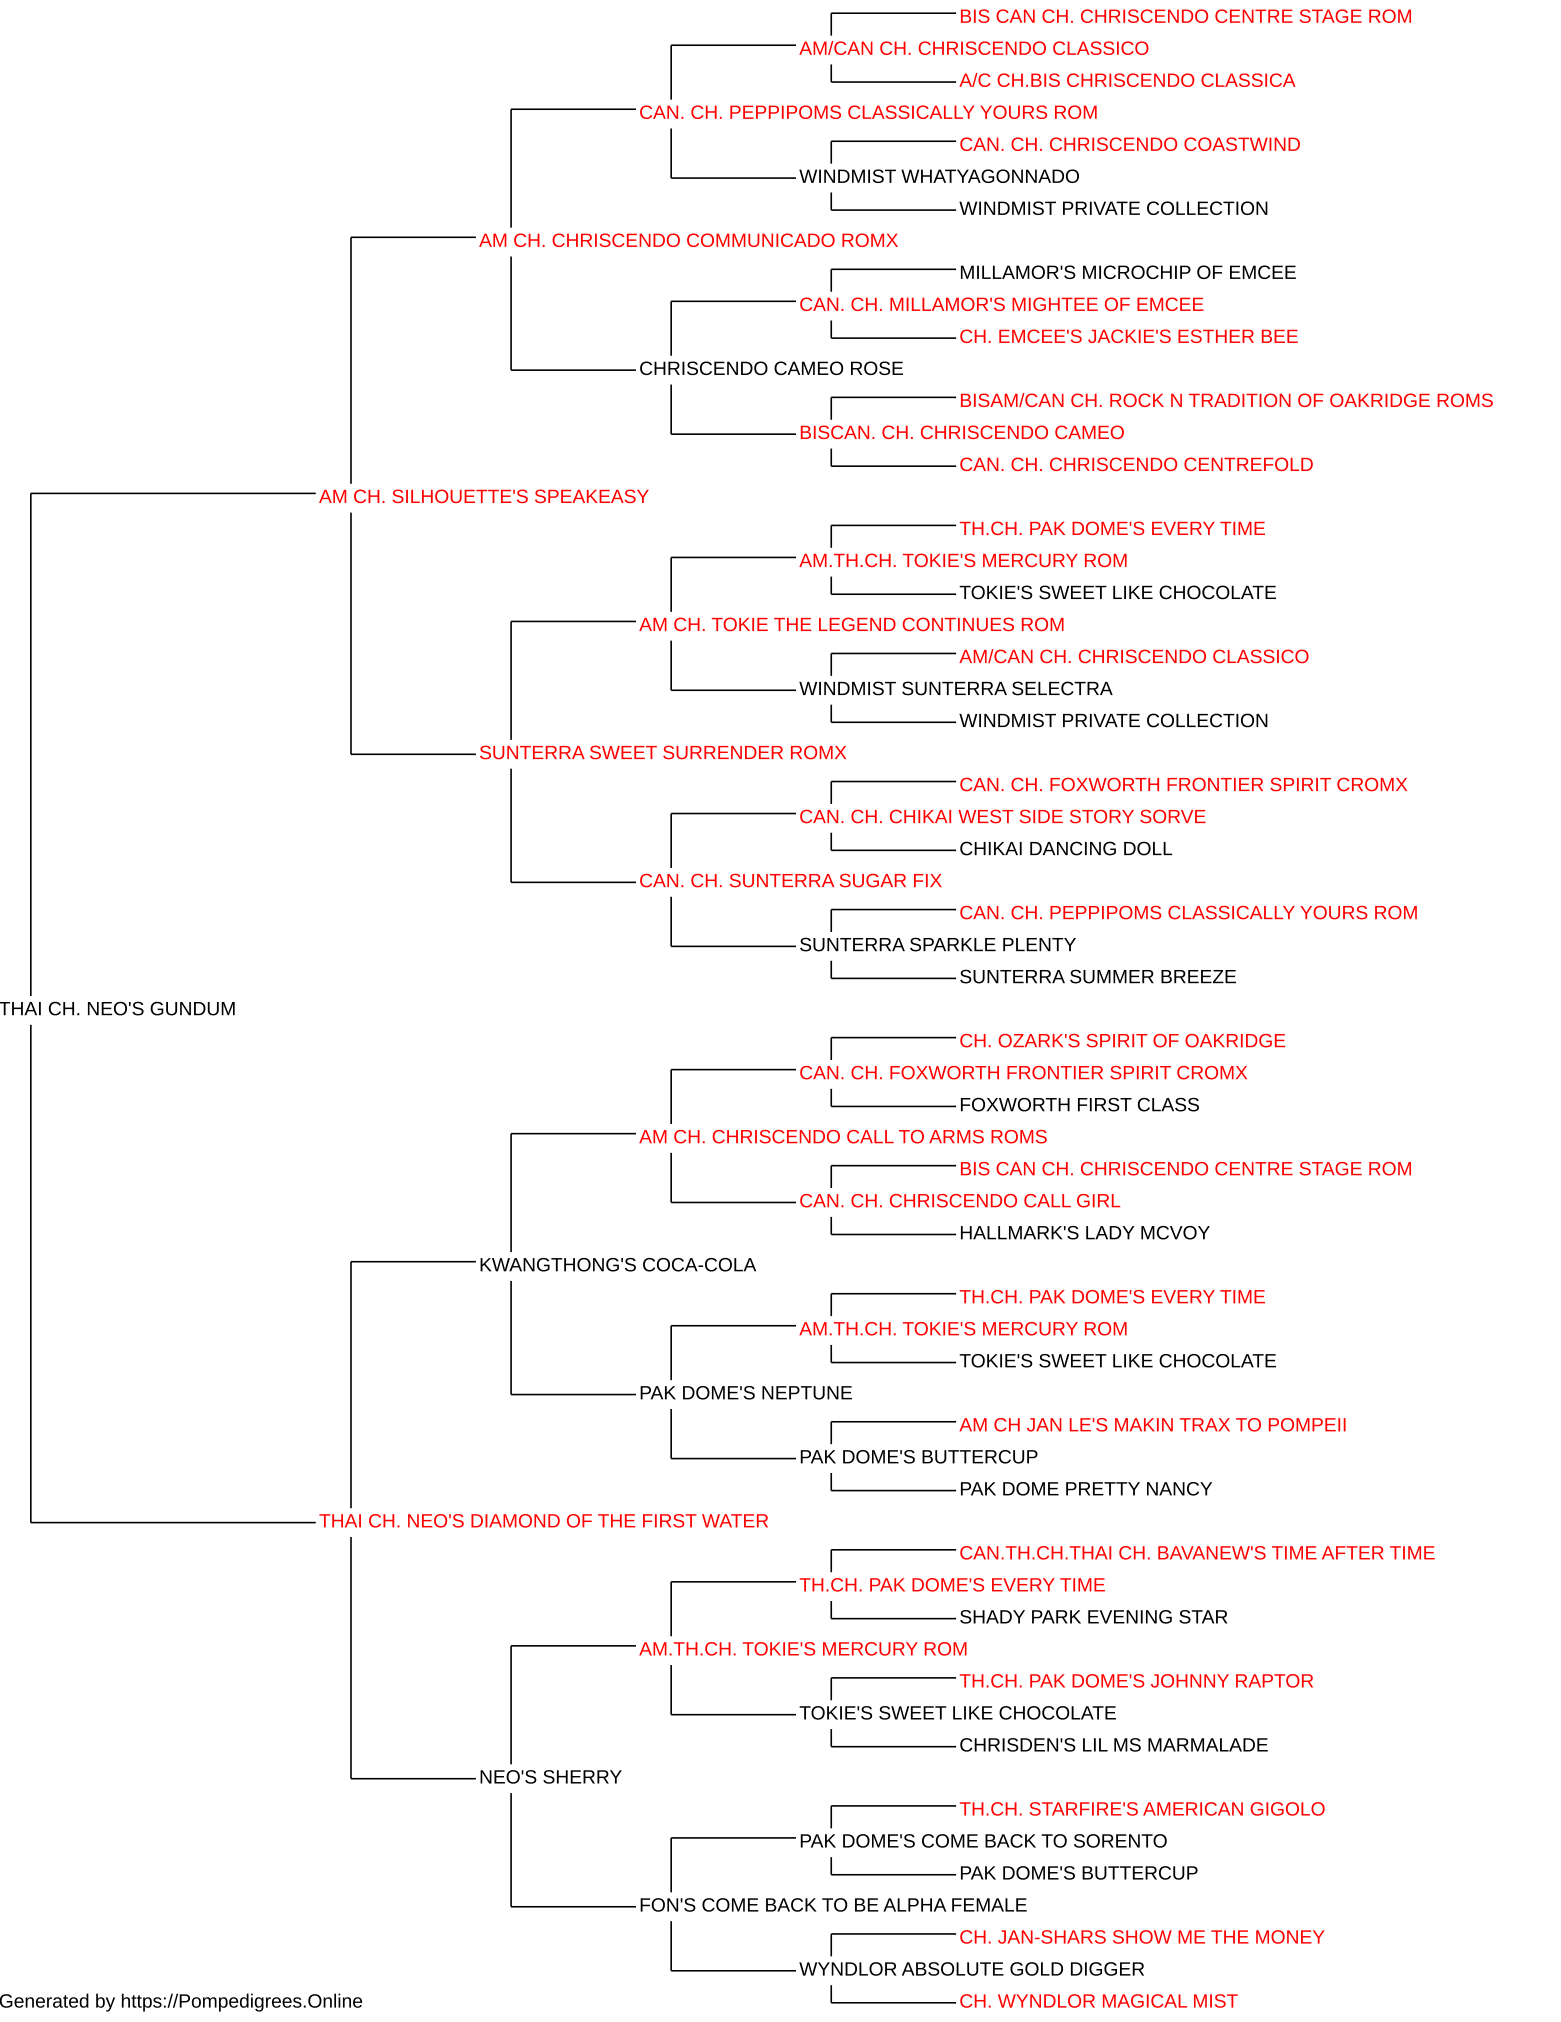 BIS CAN CH. CHRISCENDO CENTRE STAGE ROM
AM/CAN CH. CHRISCENDO CLASSICO
A/C CH.BIS CHRISCENDO CLASSICA
CAN. CH. PEPPIPOMS CLASSICALLY YOURS ROM
CAN. CH. CHRISCENDO COASTWIND
WINDMIST WHATYAGONNADO
WINDMIST PRIVATE COLLECTION
AM CH. CHRISCENDO COMMUNICADO ROMX
MILLAMOR'S MICROCHIP OF EMCEE
CAN. CH. MILLAMOR'S MIGHTEE OF EMCEE
CH. EMCEE'S JACKIE'S ESTHER BEE
CHRISCENDO CAMEO ROSE
BISAM/CAN CH. ROCK N TRADITION OF OAKRIDGE ROMS
BISCAN. CH. CHRISCENDO CAMEO
CAN. CH. CHRISCENDO CENTREFOLD
AM CH. SILHOUETTE'S SPEAKEASY
TH.CH. PAK DOME'S EVERY TIME
AM.TH.CH. TOKIE'S MERCURY ROM
TOKIE'S SWEET LIKE CHOCOLATE
AM CH. TOKIE THE LEGEND CONTINUES ROM
AM/CAN CH. CHRISCENDO CLASSICO
WINDMIST SUNTERRA SELECTRA
WINDMIST PRIVATE COLLECTION
SUNTERRA SWEET SURRENDER ROMX
CAN. CH. FOXWORTH FRONTIER SPIRIT CROMX
CAN. CH. CHIKAI WEST SIDE STORY SORVE
CHIKAI DANCING DOLL
CAN. CH. SUNTERRA SUGAR FIX
CAN. CH. PEPPIPOMS CLASSICALLY YOURS ROM
SUNTERRA SPARKLE PLENTY
SUNTERRA SUMMER BREEZE
THAI CH. NEO'S GUNDUM
CH. OZARK'S SPIRIT OF OAKRIDGE
CAN. CH. FOXWORTH FRONTIER SPIRIT CROMX
FOXWORTH FIRST CLASS
AM CH. CHRISCENDO CALL TO ARMS ROMS
BIS CAN CH. CHRISCENDO CENTRE STAGE ROM
CAN. CH. CHRISCENDO CALL GIRL
HALLMARK'S LADY MCVOY
KWANGTHONG'S COCA-COLA
TH.CH. PAK DOME'S EVERY TIME
AM.TH.CH. TOKIE'S MERCURY ROM
TOKIE'S SWEET LIKE CHOCOLATE
PAK DOME'S NEPTUNE
AM CH JAN LE'S MAKIN TRAX TO POMPEII
PAK DOME'S BUTTERCUP
PAK DOME PRETTY NANCY
THAI CH. NEO'S DIAMOND OF THE FIRST WATER
CAN.TH.CH.THAI CH. BAVANEW'S TIME AFTER TIME
TH.CH. PAK DOME'S EVERY TIME
SHADY PARK EVENING STAR
AM.TH.CH. TOKIE'S MERCURY ROM
TH.CH. PAK DOME'S JOHNNY RAPTOR
TOKIE'S SWEET LIKE CHOCOLATE
CHRISDEN'S LIL MS MARMALADE
NEO'S SHERRY
TH.CH. STARFIRE'S AMERICAN GIGOLO
PAK DOME'S COME BACK TO SORENTO
PAK DOME'S BUTTERCUP
FON'S COME BACK TO BE ALPHA FEMALE
CH. JAN-SHARS SHOW ME THE MONEY
WYNDLOR ABSOLUTE GOLD DIGGER
CH. WYNDLOR MAGICAL MIST
Generated by https://Pompedigrees.Online